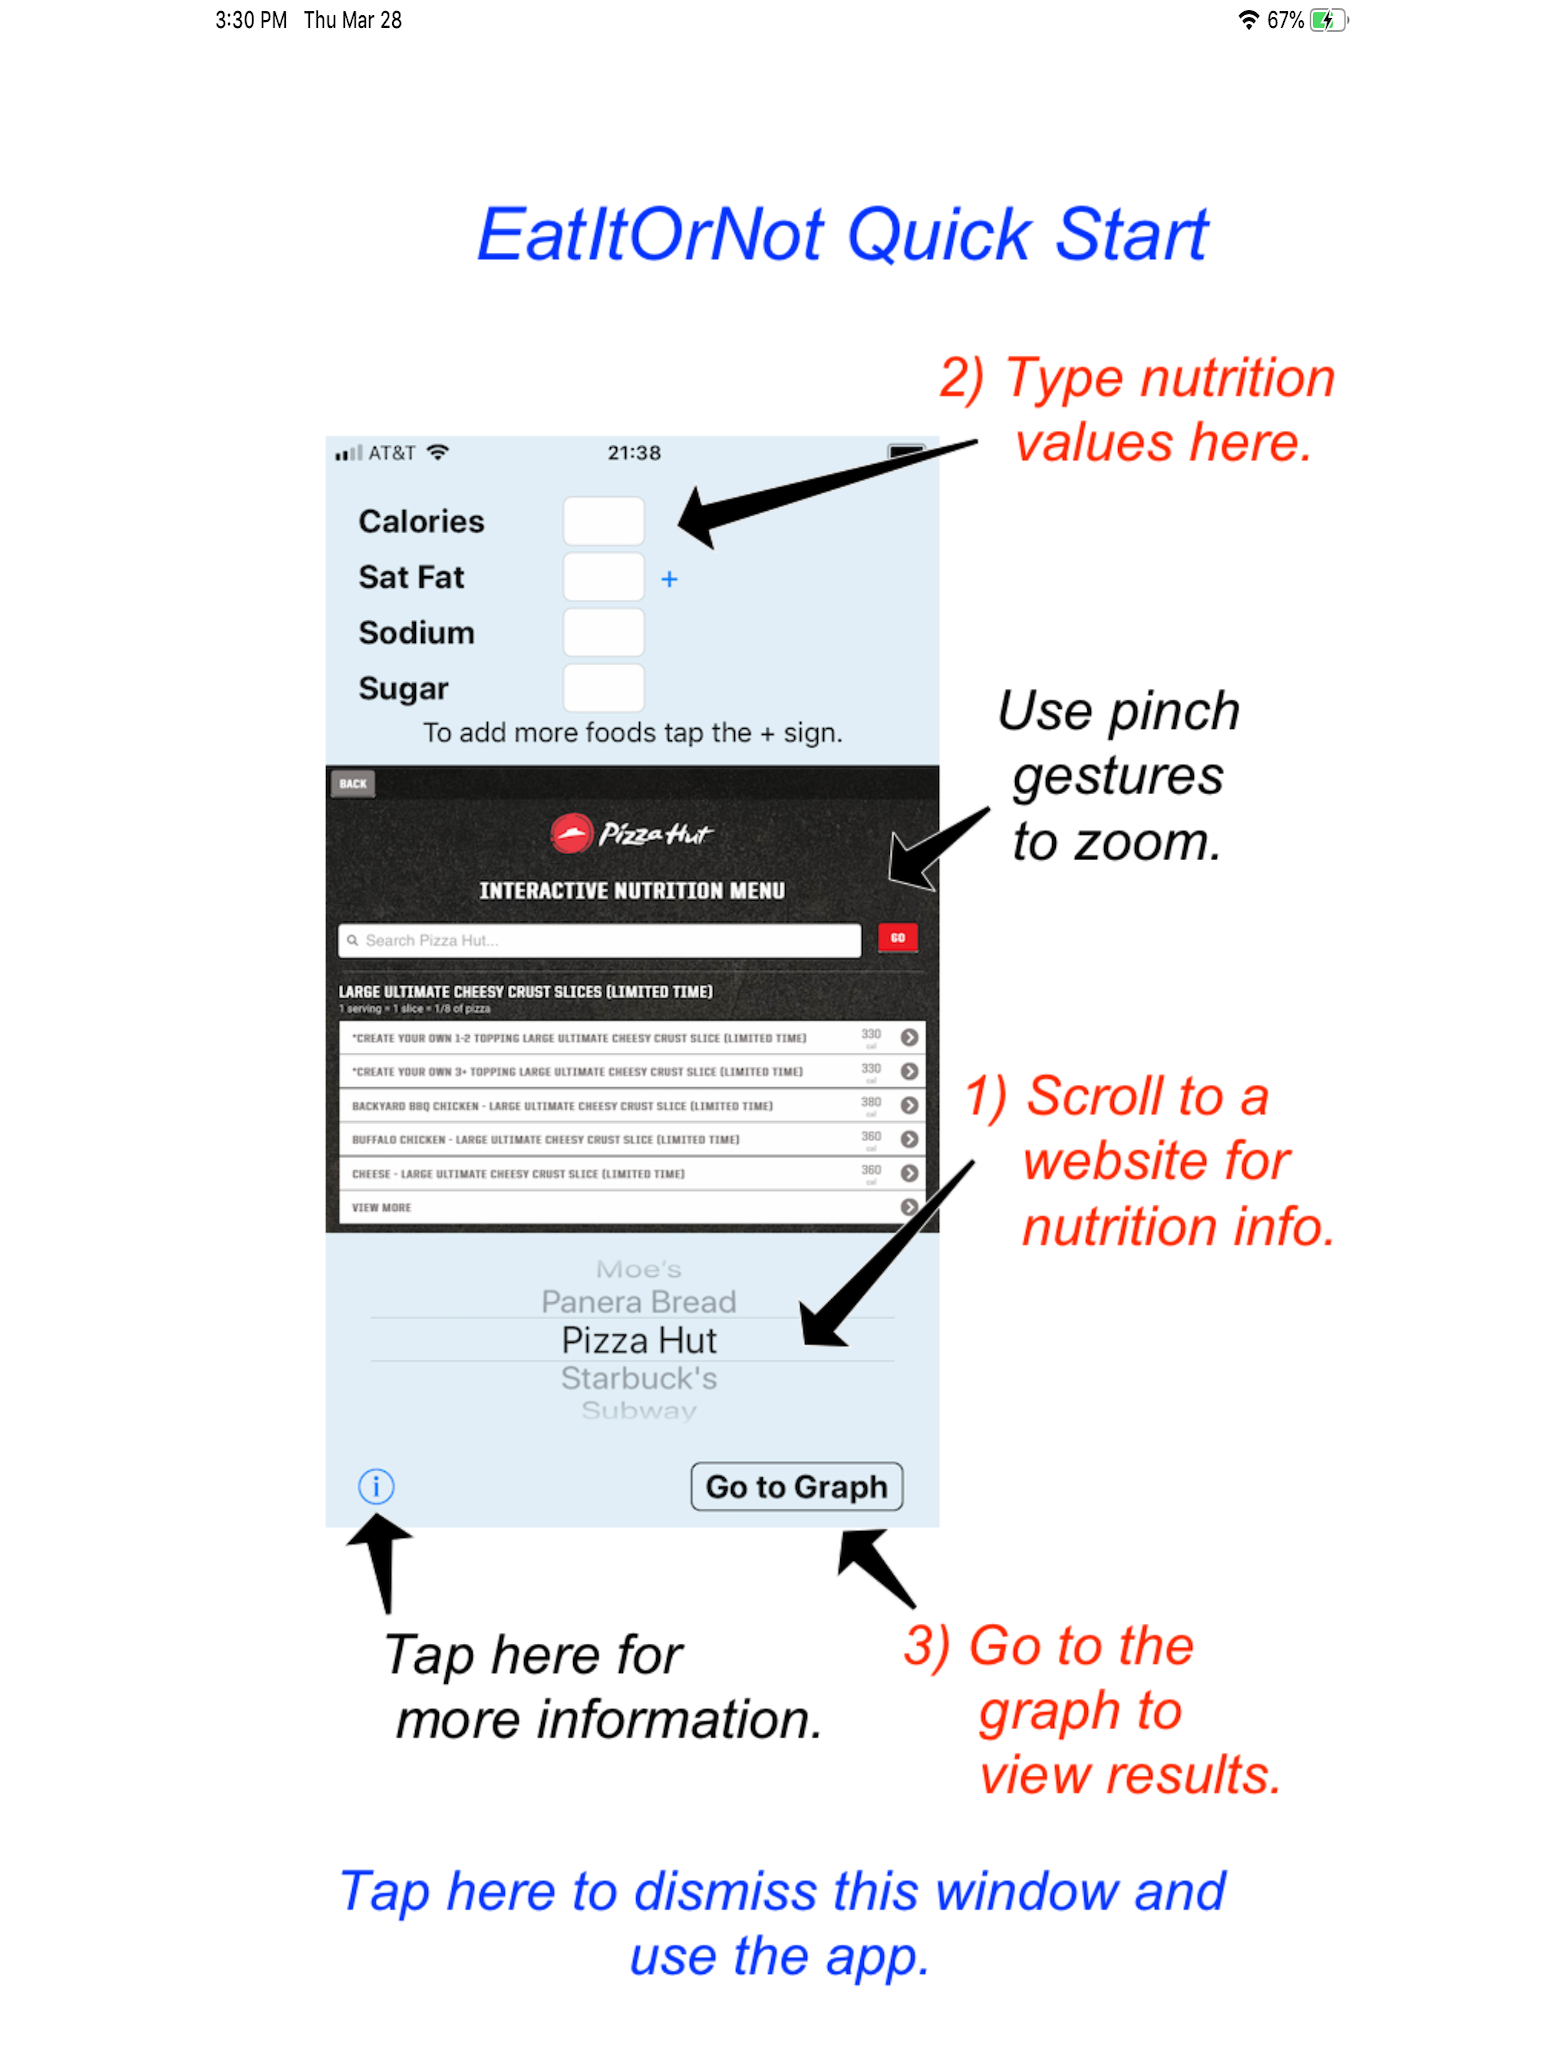 3:30 PM Thu Mar 28
67%
EatItOrNot Quick Start
2) Type nutrition
values here.
AT&T
21:38
Calories
Sat Fat
+
Sodium
Sugar
To add more foods tap the + sign.
Use pinch
gestures
to zoom.
BACK
Pizza Hut
INTERACTIVE NUTRITION MENU
Search Pizza Hut...
GO
LARGE ULTIMATE CHEESY CRUST SLICES (LIMITED TIME)
1 serving = 1 slice = 1/8 of pizza
*CREATE YOUR OWN 1-2 TOPPING LARGE ULTIMATE CHEESY CRUST SLICE (LIMITED TIME) 330 cal
*CREATE YOUR OWN 3+ TOPPING LARGE ULTIMATE CHEESY CRUST SLICE (LIMITED TIME) 330 cal
BACKYARD BBQ CHICKEN - LARGE ULTIMATE CHEESY CRUST SLICE (LIMITED TIME) 380 cal
BUFFALO CHICKEN - LARGE ULTIMATE CHEESY CRUST SLICE (LIMITED TIME) 360 cal
CHEESE - LARGE ULTIMATE CHEESY CRUST SLICE (LIMITED TIME) 360 cal
VIEW MORE
1) Scroll to a
website for
nutrition info.
Moe's
Panera Bread
Pizza Hut
Starbuck's
Subway
i
Go to Graph
Tap here for
more information.
3) Go to the
graph to
view results.
Tap here to dismiss this window and
use the app.